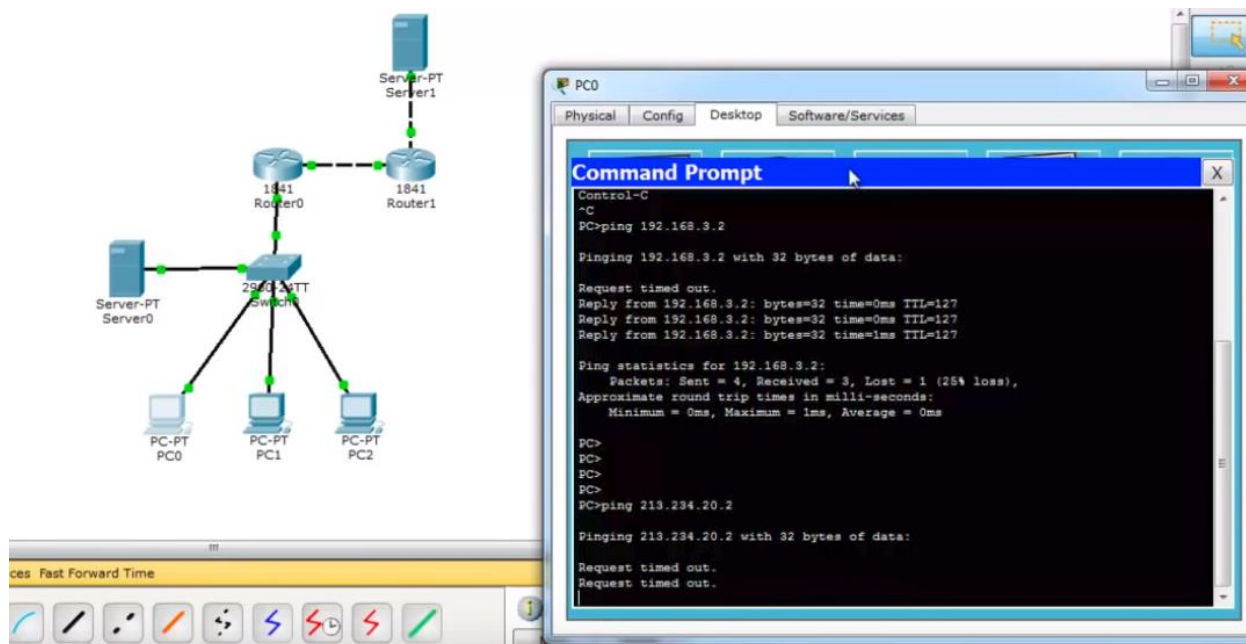 Server-PT
Server1
1841
Router0
1841
Router1
Server-PT
Server0
2960-24TT
Switch0
PC-PT
PC0
PC-PT
PC1
PC-PT
PC2
ces Fast Forward Time
PC0
Physical Config Desktop Software/Services
Command Prompt
X
Control-C
^C
PC>ping 192.168.3.2
Pinging 192.168.3.2 with 32 bytes of data:
Request timed out.
Reply from 192.168.3.2: bytes=32 time=0ms TTL=127
Reply from 192.168.3.2: bytes=32 time=0ms TTL=127
Reply from 192.168.3.2: bytes=32 time=1ms TTL=127
Ping statistics for 192.168.3.2:
Packets: Sent = 4, Received = 3, Lost = 1 (25% loss),
Approximate round trip times in milli-seconds:
Minimum = 0ms, Maximum = 1ms, Average = 0ms
PC>
PC>
PC>
PC>
PC>ping 213.234.20.2
Pinging 213.234.20.2 with 32 bytes of data:
Request timed out.
Request timed out.